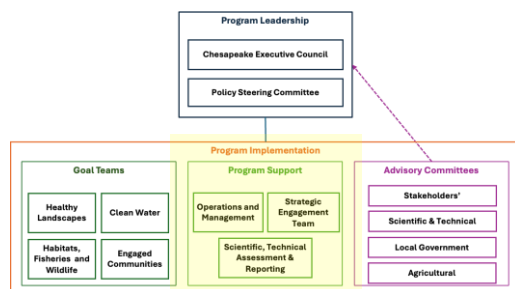 Program Leadership
Chesapeake Executive Council
Policy Steering Committee
Program Implementation
Goal Teams
Healthy
Landscapes
Clean Water
Habitats,
Fisheries and
Wildlife
Engaged
Communities
Program Support
Operations and
Management
Strategic
Engagement
Team
Scientific, Technical
Assessment &
Reporting
Advisory Committees
Stakeholders'
Scientific & Technical
Local Government
Agricultural